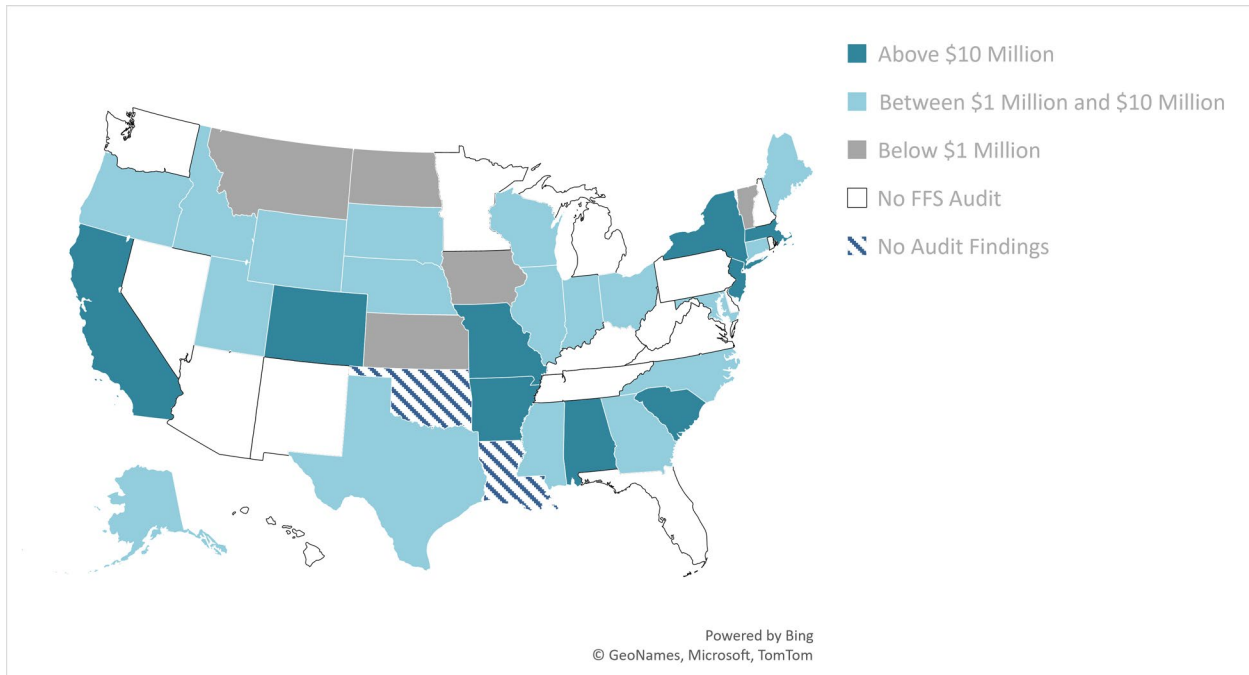 Above $10 Million
Between $1 Million and $10 Million
Below $1 Million
No FFS Audit
No Audit Findings
Powered by Bing
© GeoNames, Microsoft, TomTom